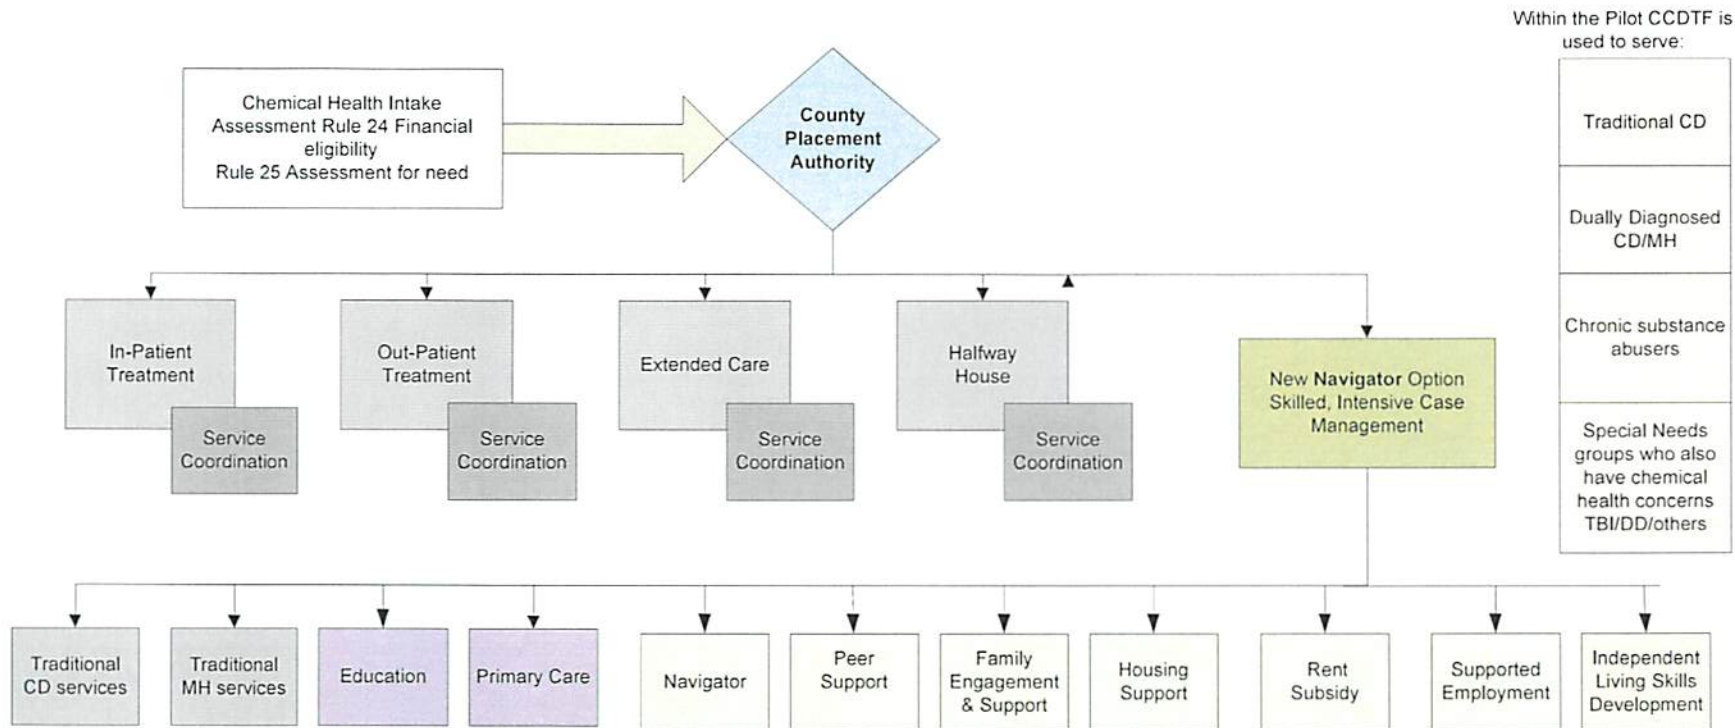 Within the Pilot CCDTF is
used to serve:
Chemical Health Intake
Assessment Rule 24 Financial
eligibility
Rule 25 Assessment for need
County
Placement
Authority
Traditional CD
Dually Diagnosed
CD/MH
Chronic substance
abusers
Special Needs
groups who also
have chemical
health concerns
TBI/DD/others
In-Patient
Treatment
Service
Coordination
Out-Patient
Treatment
Service
Coordination
Extended Care
Service
Coordination
Halfway
House
Service
Coordination
New Navigator Option
Skilled, Intensive Case
Management
Traditional
CD services
Traditional
MH services
Education
Primary Care
Navigator
Peer
Support
Family
Engagement
& Support
Housing
Support
Rent
Subsidy
Supported
Employment
Independent
Living Skills
Development